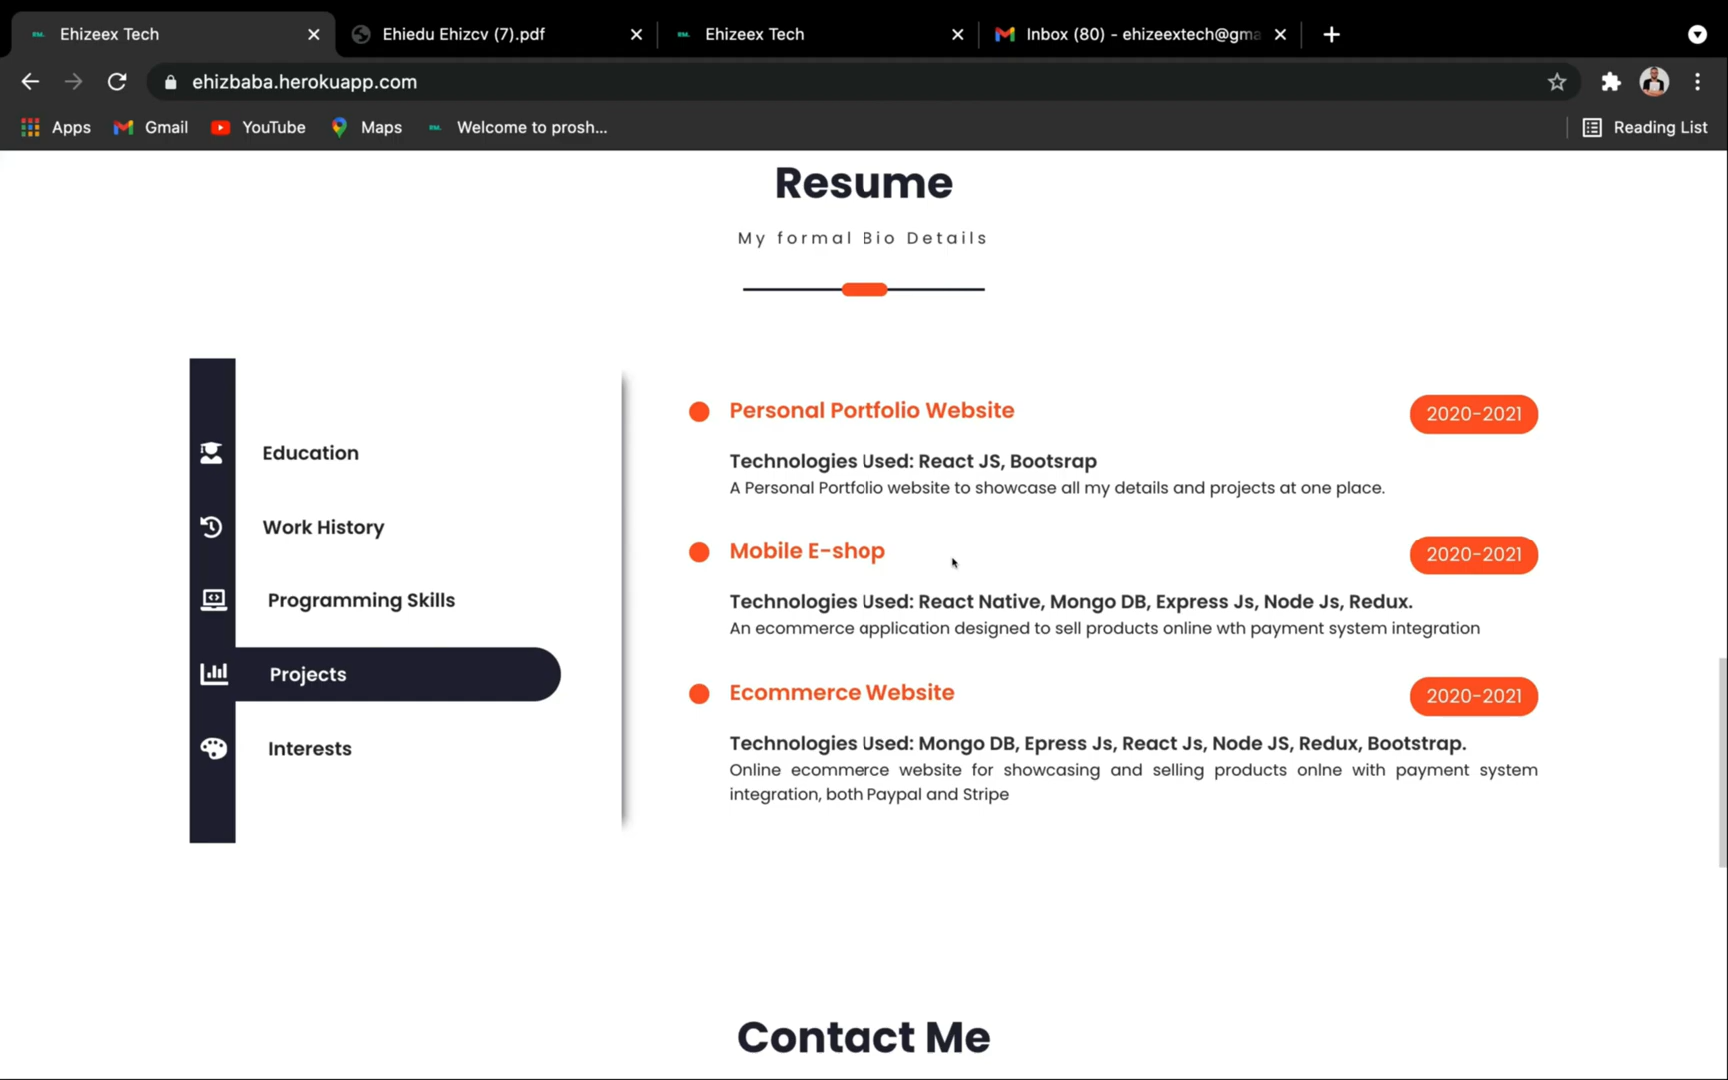 Ehizeex Tech
Ehiedu Ehizcv (7).pdf
Ehizeex Tech
Inbox (80) - ehizeextech@gma
ehizbaba.herokuapp.com
Apps
Gmail
YouTube
Maps
RM.
Welcome to prosh...
Reading List
Resume
My formal Bio Details
Education
Work History
Programming Skills
Projects
Interests
Personal Portfolio Website
2020-2021
Technologies Used: React JS, Bootsrap
A Personal Portfolio website to showcase all my details and projects at one place.
Mobile E-shop
2020-2021
Technologies Used: React Native, Mongo DB, Express Js, Node Js, Redux.
An ecommerce application designed to sell products online wth payment system integration
Ecommerce Website
2020-2021
Technologies Used: Mongo DB, Epress Js, React Js, Node JS, Redux, Bootstrap.
Online ecommerce website for showcasing and selling products onlne with payment system
integration, both Paypal and Stripe
Contact Me